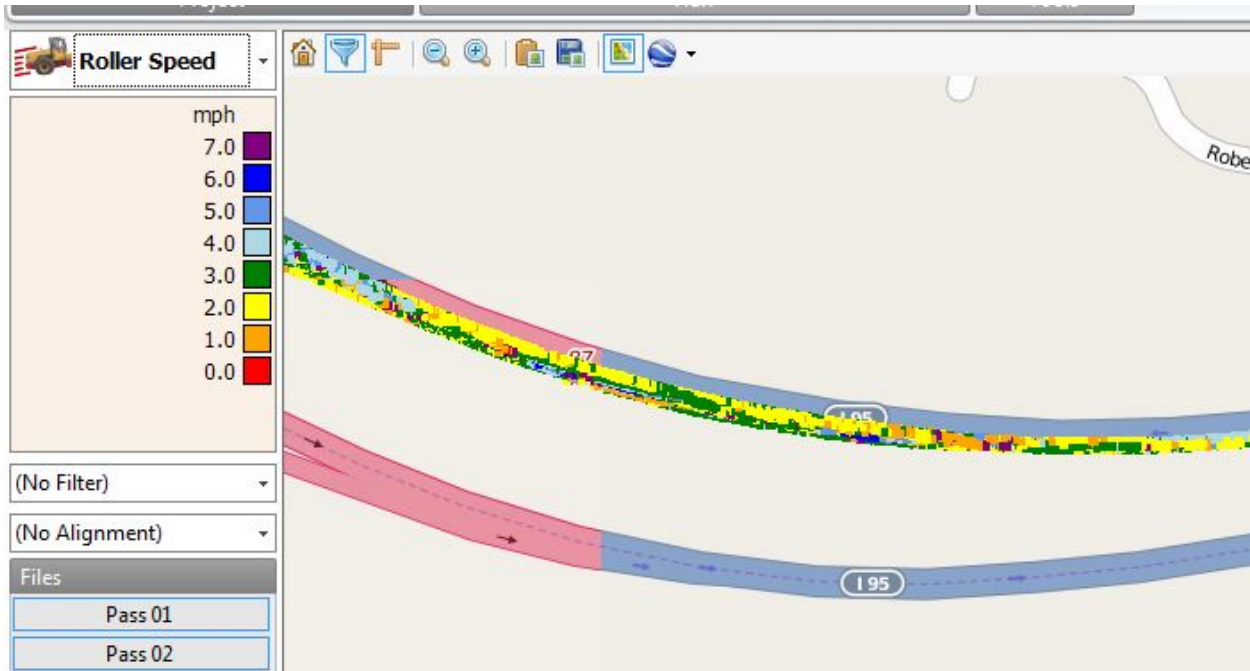 Roller Speed
mph
7.0
6.0
5.0
4.0
3.0
2.0
1.0
0.0
(No Filter)
(No Alignment)
Files
Pass 01
Pass 02
Robe
I 95
I 95